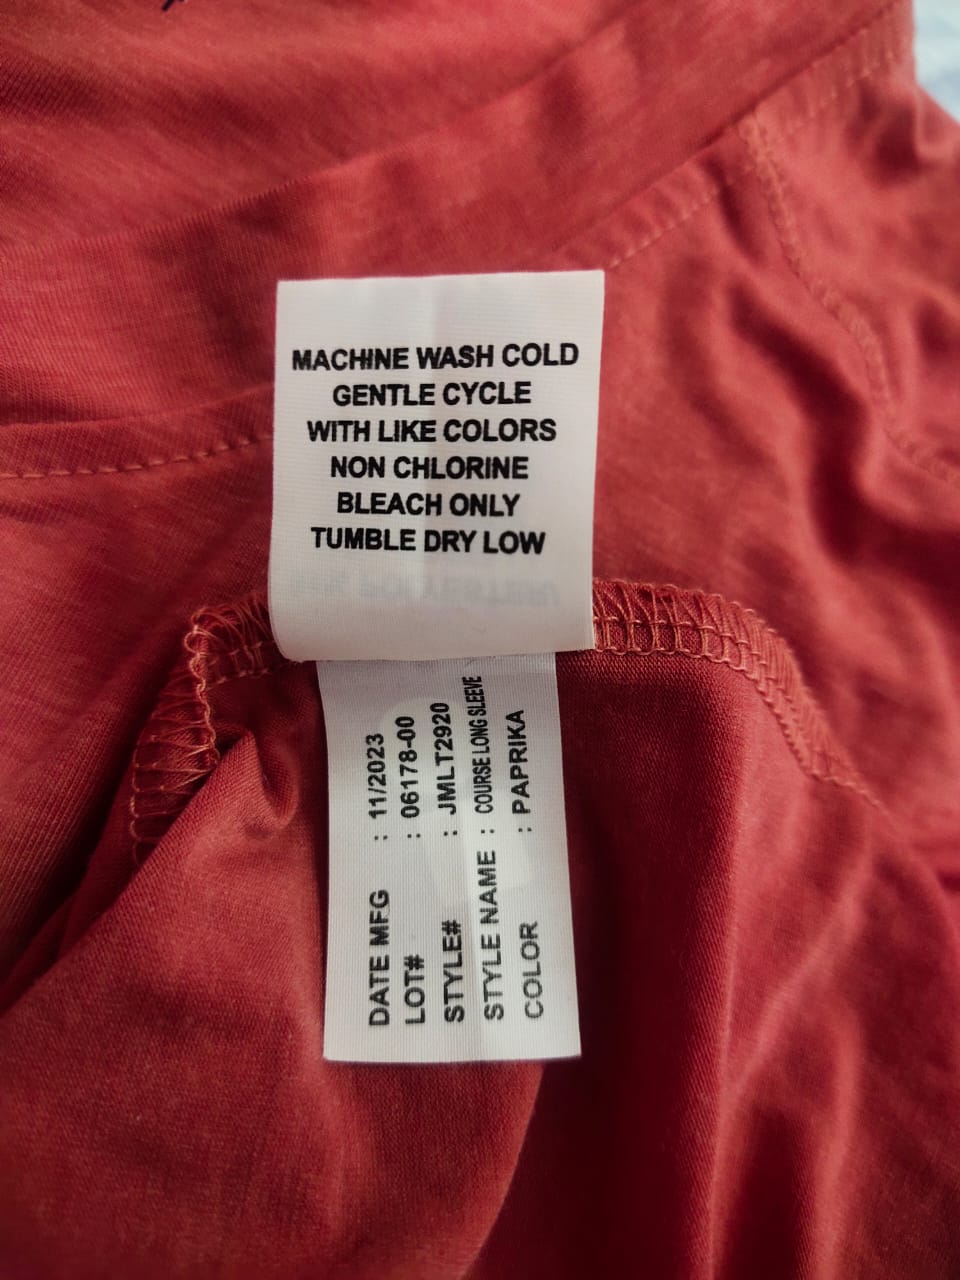 MACHINE WASH COLD
GENTLE CYCLE
WITH LIKE COLORS
NON CHLORINE
BLEACH ONLY
TUMBLE DRY LOW
DATE MFG : 11/2023
LOT# : 06178-00
STYLE# : JMLT2920
STYLE NAME : COURSE LONG SLEEVE
COLOR : PAPRIKA